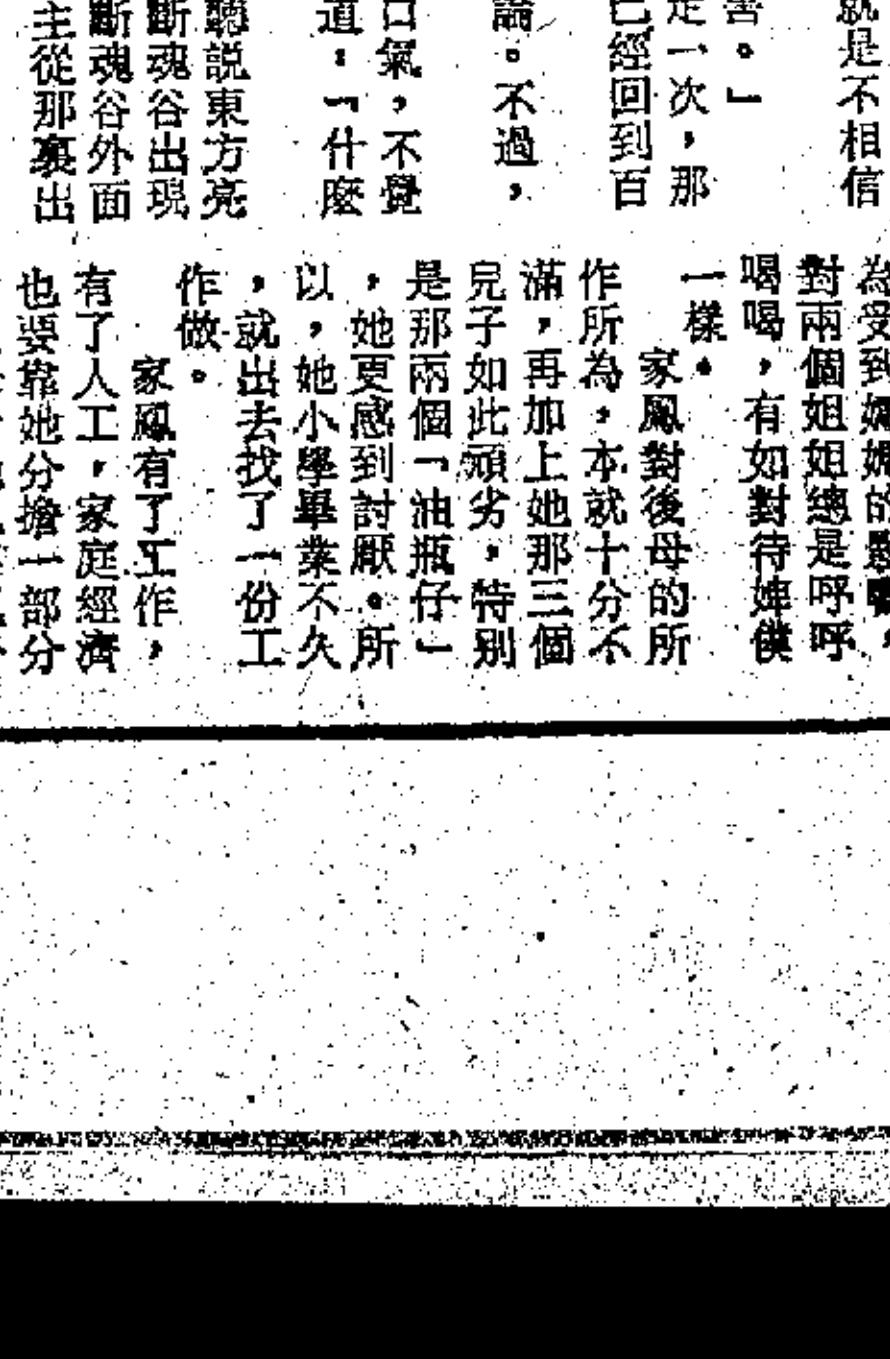 就是不相信
善。」
走一次，那
已經回到百
論。不過，
口氣，不覺
道：「什麼
聽説東方亮
斷魂谷出現
斷魂谷外面
主從那裏出
為受到媽媽的
對兩個姐姐總是呼呼
喝喝，有如對待婢僕
一樣。
家鳳對後母的所
作所為，本就十分不
滿，再加上她那三個
兒子如此頑劣，特別
是那兩個「油瓶仔」
，她更感到討厭。所
以，她小學畢業不久
，就出去找了一份工
作做。
家鳳有了工作，
有了人工，家庭經濟
也要靠她分擔一部分